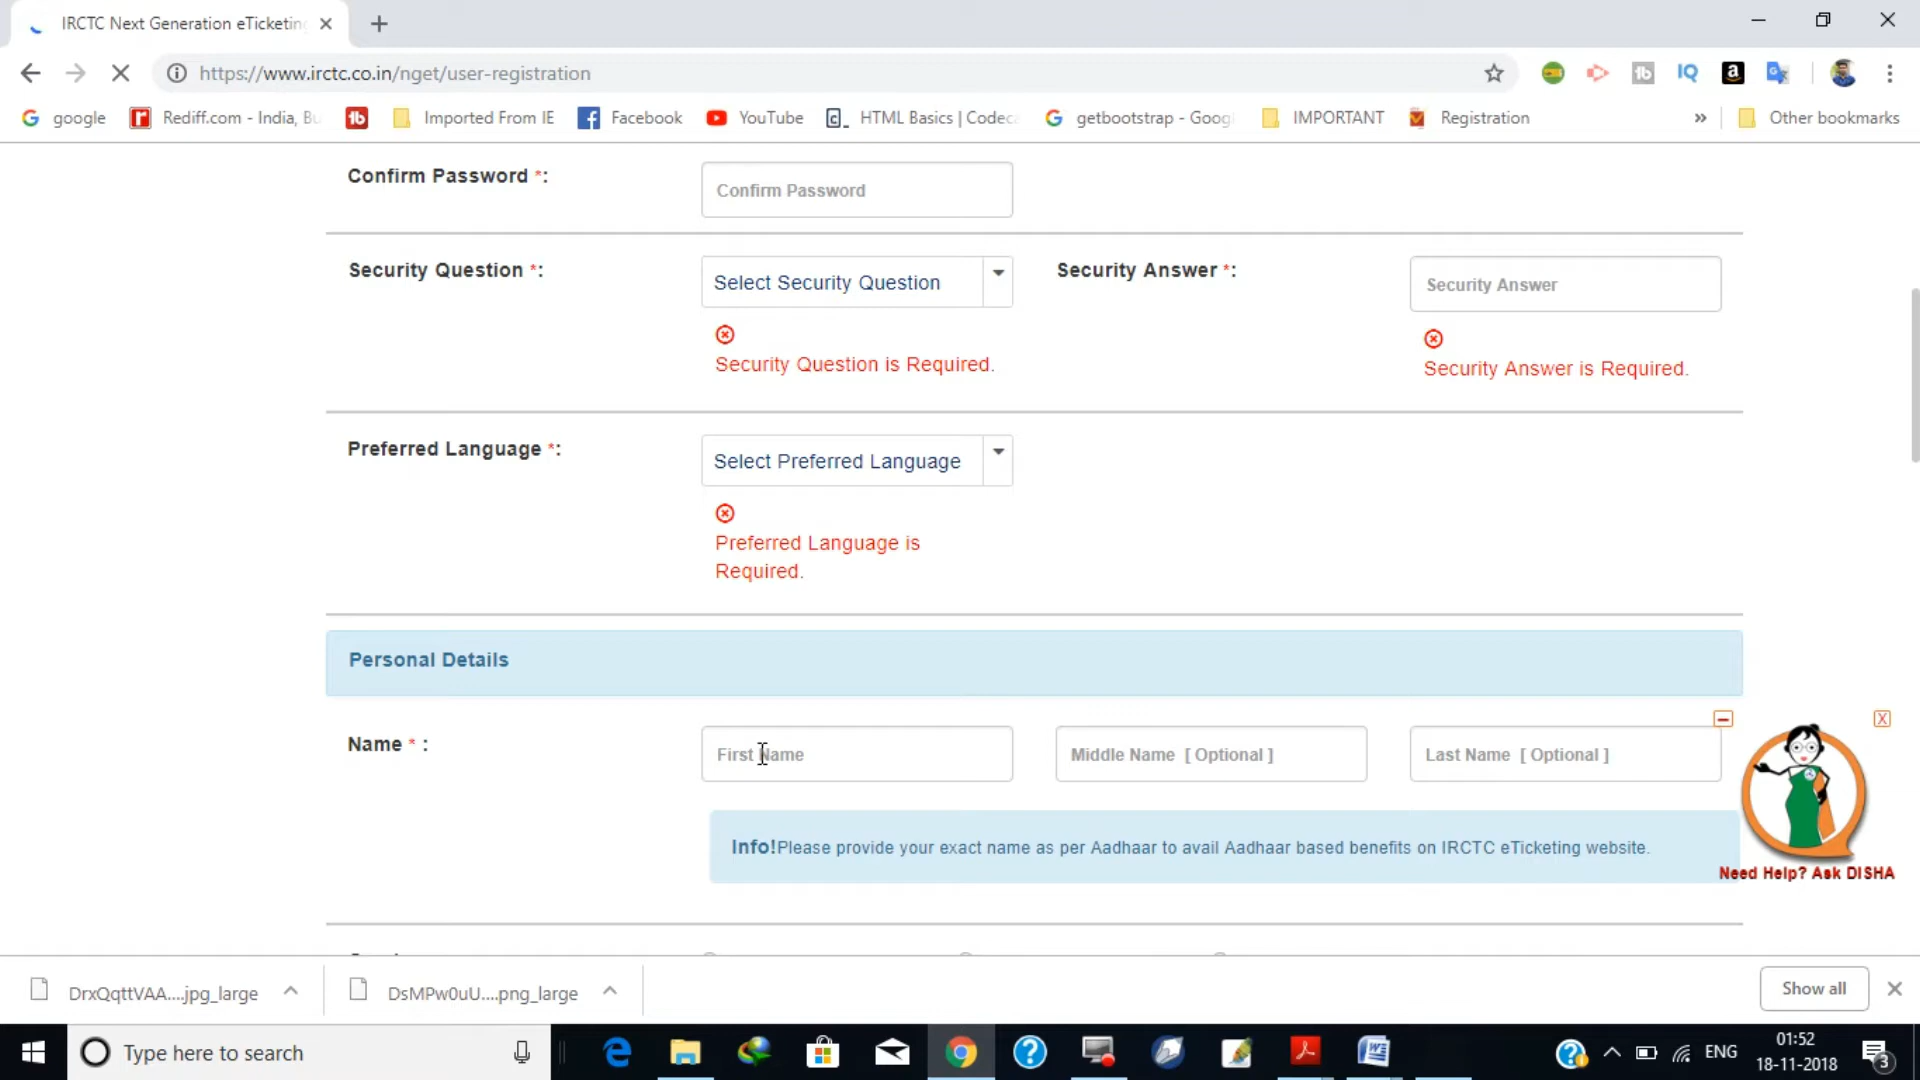 IRCTC Next Generation eTicketin
https://www.irctc.co.in/nget/user-registration
google
Rediff.com - India, Bu
Imported From IE
Facebook
YouTube
HTML Basics | Codeca
getbootstrap - Goog
IMPORTANT
Registration
Other bookmarks
Confirm Password *:
Confirm Password
Security Question *:
Select Security Question
Security Answer *:
Security Answer
Security Question is Required.
Security Answer is Required.
Preferred Language *:
Select Preferred Language
Preferred Language is
Required.
Personal Details
Name * :
First Name
Middle Name [ Optional ]
Last Name [ Optional ]
Info!Please provide your exact name as per Aadhaar to avail Aadhaar based benefits on IRCTC eTicketing website.
Need Help? Ask DISHA
DrxQqttVAA....jpg_large
DsMPw0uU....png_large
Show all
Type here to search
ENG
01:52
18-11-2018
3